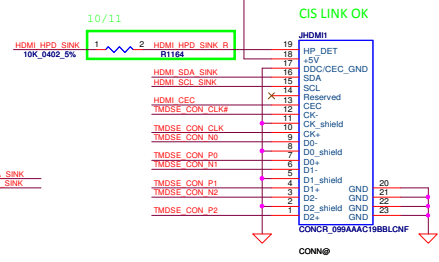 10/11
CIS LINK OK
JHDMI1
HDMI_HPD_SINK 1 2 HDMI_HPD_SINK_R 19 HP_DET
10K_0402_5% R1164 18 +5V
17 DDC/CEC_GND
HDMI_SDA_SINK 16 SDA
HDMI_SCL_SINK 15 SCL
14 Reserved
HDMI_CEC 13 CEC
TMDSE_CON_CLK# 12 CK-
11 CK_shield
TMDSE_CON_CLK 10 CK+
TMDSE_CON_N0 9 D0-
8 D0_shield
TMDSE_CON_P0 7 D0+
TMDSE_CON_N1 6 D1-
_SINK 5 D1_shield
SINK TMDSE_CON_P1 4 D1+ GND 20
TMDSE_CON_N2 3 D2- GND 21
2 D2_shield GND 22
TMDSE_CON_P2 1 D2+ GND 23
CONCR_099AAAC19BBLCNF
CONN@